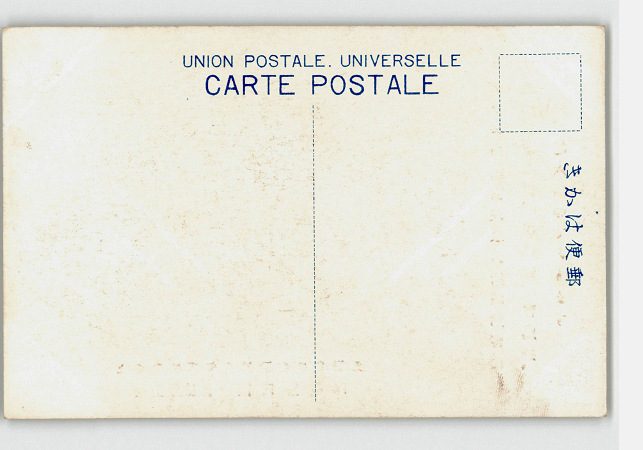 UNION POSTALE. UNIVERSELLE
CARTE POSTALE
きかは便郵